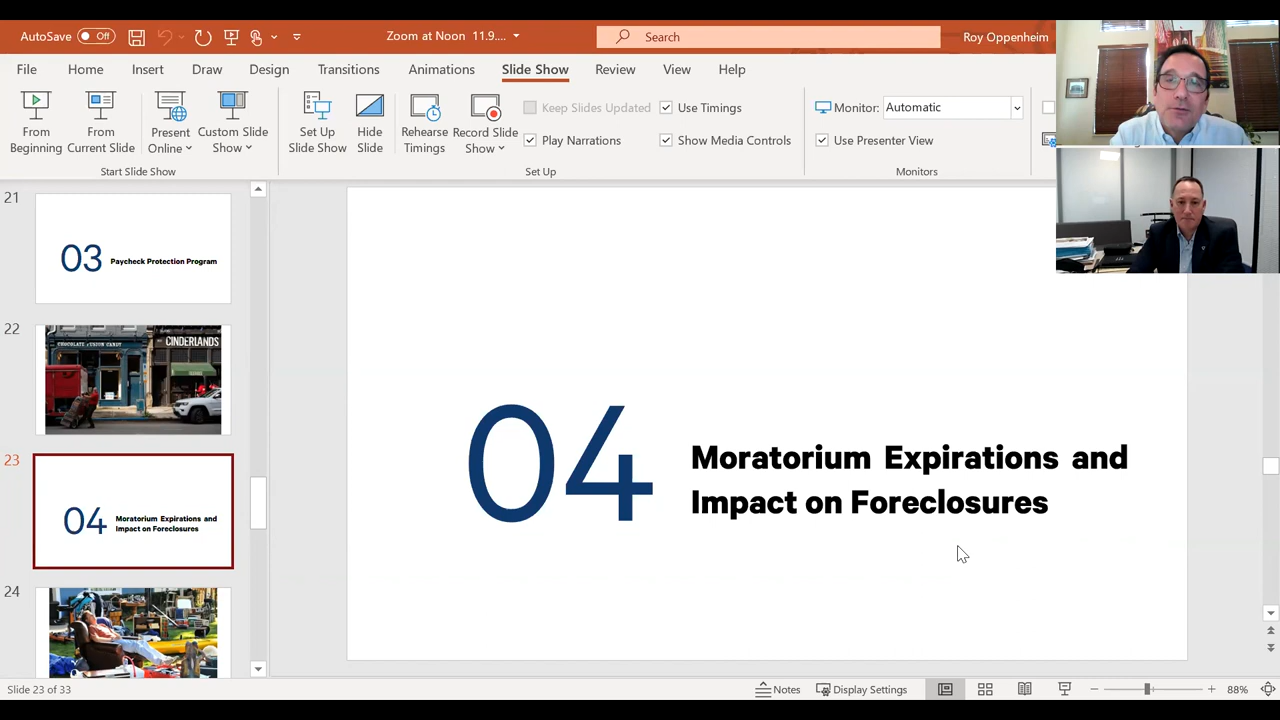 AutoSave Off
Zoom at Noon 11.9....
Search
Roy Oppenheim
File Home Insert Draw Design Transitions Animations Slide Show Review View Help
From Beginning
From Current Slide
Present Online
Custom Slide Show
Start Slide Show
Set Up Slide Show
Hide Slide
Rehearse Timings
Record Slide Show
Keep Slides Updated
Play Narrations
Use Timings
Show Media Controls
Set Up
Monitor: Automatic
Use Presenter View
Monitors
21
03 Paycheck Protection Program
22
CHOCOLATE FUSION CANDY
CINDERLANDS
23
04 Moratorium Expirations and
Impact on Foreclosures
24
04
Moratorium Expirations and
Impact on Foreclosures
Slide 23 of 33
Notes
Display Settings
88%